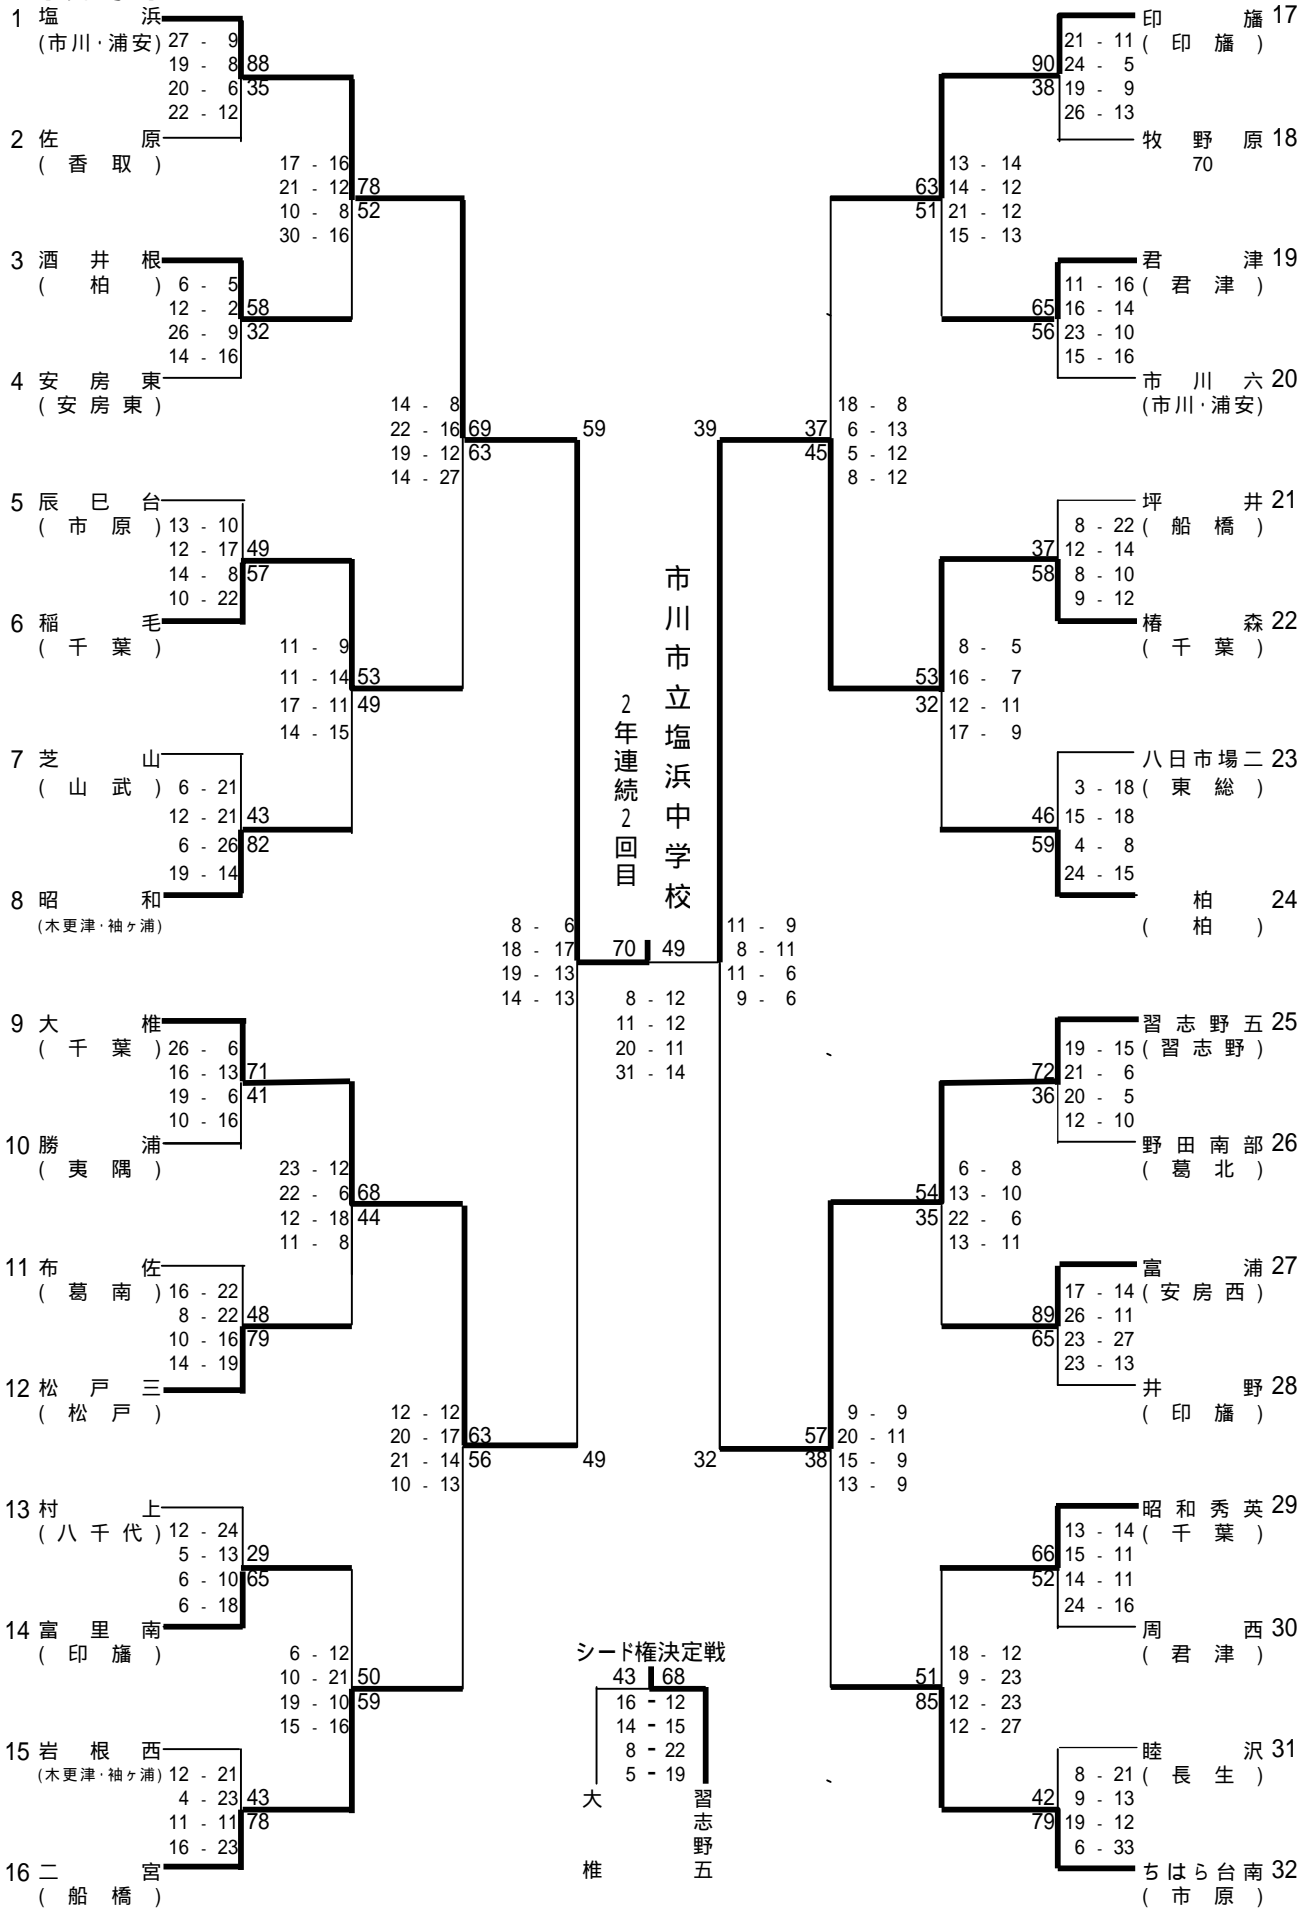 1 塩浜
(市川・浦安)
27 - 9
19 - 8
20 - 6
22 - 12
88
35
2 佐原
(香取)
17 - 16
21 - 12
10 - 8
30 - 16
78
52
3 酒井根
(柏)
6 - 5
12 - 2
26 - 9
14 - 16
58
32
4 安房東
(安房東)
14 - 8
22 - 16
19 - 12
14 - 27
69
63
59
5 辰巳台
(市原)
13 - 10
12 - 17
14 - 8
10 - 22
49
57
6 稲毛
(千葉)
11 - 9
11 - 14
17 - 11
14 - 15
53
49
7 芝山
(山武)
6 - 21
12 - 21
6 - 26
19 - 14
43
82
8 昭和
(木更津・袖ヶ浦)
8 - 6
18 - 17
19 - 13
14 - 13
9 大椎
(千葉)
26 - 6
16 - 13
19 - 6
10 - 16
71
41
10 勝浦
(夷隅)
23 - 12
22 - 6
12 - 18
11 - 8
68
44
11 布佐
(葛南)
16 - 22
8 - 22
10 - 16
14 - 19
48
79
12 松戸三
(松戸)
12 - 12
20 - 17
21 - 14
10 - 13
63
56
49
13 村上
(八千代)
12 - 24
5 - 13
6 - 10
6 - 18
29
65
14 富里南
(印旛)
6 - 12
10 - 21
19 - 10
15 - 16
50
59
15 岩根西
(木更津・袖ヶ浦)
12 - 21
4 - 23
11 - 11
16 - 23
43
78
16 二宮
(船橋)
市川市立塩浜中学校
2年連続2回目
70 49
8 - 12
11 - 12
20 - 11
31 - 14
シード権決定戦
43 68
16 - 12
14 - 15
8 - 22
5 - 19
大椎
習志野五
印旛 17
(印旛)
21 - 11
24 - 5
19 - 9
26 - 13
90
38
牧野原 18
70
13 - 14
14 - 12
21 - 12
15 - 13
63
51
君津 19
(君津)
11 - 16
16 - 14
23 - 10
15 - 16
65
56
市川六 20
(市川・浦安)
18 - 8
6 - 13
5 - 12
8 - 12
37
45
39
坪井 21
(船橋)
8 - 22
12 - 14
8 - 10
9 - 12
37
58
椿森 22
(千葉)
8 - 5
16 - 7
12 - 11
17 - 9
53
32
八日市場二 23
(東総)
3 - 18
15 - 18
4 - 8
24 - 15
46
59
柏 24
(柏)
11 - 9
8 - 11
11 - 6
9 - 6
習志野五 25
(習志野)
19 - 15
21 - 6
20 - 5
12 - 10
72
36
野田南部 26
(葛北)
6 - 8
13 - 10
22 - 6
13 - 11
54
35
富浦 27
(安房西)
17 - 14
26 - 11
23 - 27
23 - 13
89
65
井野 28
(印旛)
9 - 9
20 - 11
15 - 9
13 - 9
57
38
32
昭和秀英 29
(千葉)
13 - 14
15 - 11
14 - 11
24 - 16
66
52
周西 30
(君津)
18 - 12
9 - 23
12 - 23
12 - 27
51
85
睦沢 31
(長生)
8 - 21
9 - 13
19 - 12
6 - 33
42
79
ちはら台南 32
(市原)